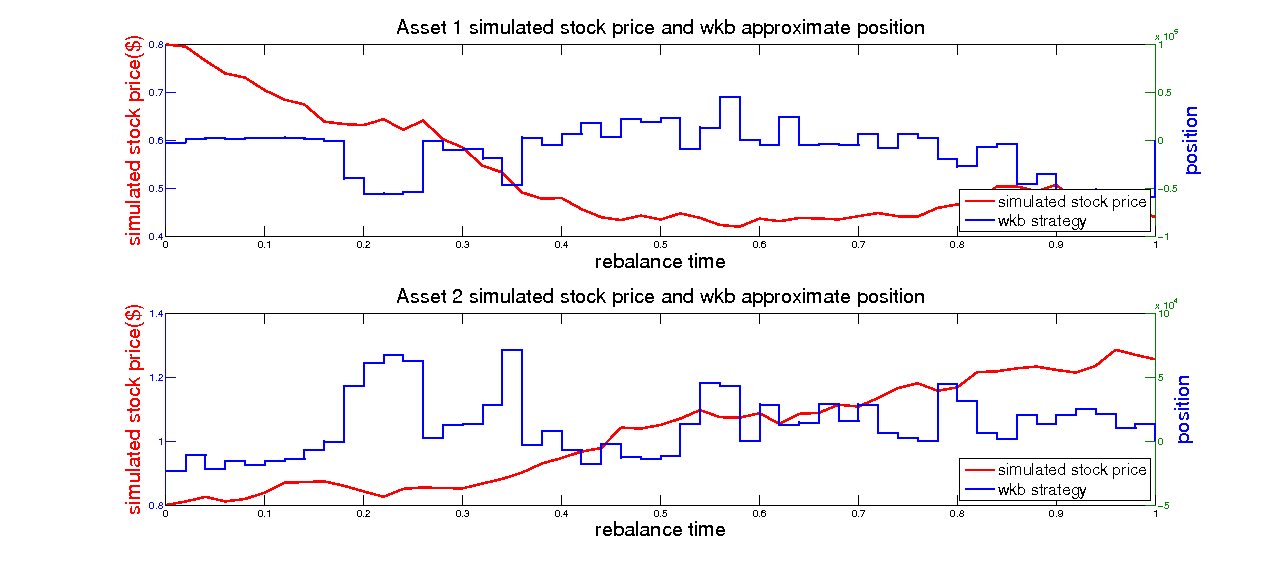 Asset 1 simulated stock price and wkb approximate position
x 10^5
simulated stock price($)
0.8
0.7
0.6
0.5
0.4
1
0.5
0
−0.5
−1
position
simulated stock price
wkb strategy
0 0.1 0.2 0.3 0.4 0.5 0.6 0.7 0.8 0.9 1
rebalance time
Asset 2 simulated stock price and wkb approximate position
x 10^4
simulated stock price($)
1.4
1.2
1
0.8
10
5
0
−5
position
simulated stock price
wkb strategy
0 0.1 0.2 0.3 0.4 0.5 0.6 0.7 0.8 0.9 1
rebalance time